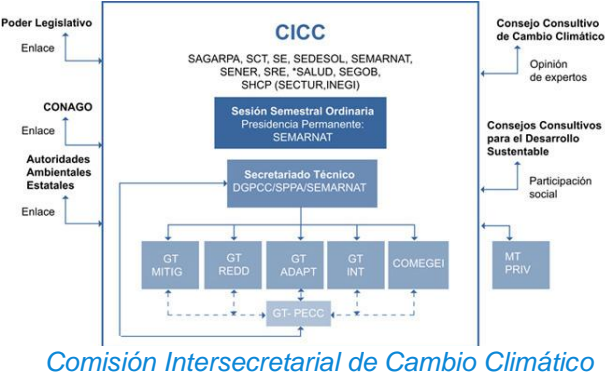 CICC
SAGARPA, SCT, SE, SEDESOL, SEMARNAT,
SENER, SRE, *SALUD, SEGOB,
SHCP (SECTUR,INEGI)
Sesión Semestral Ordinaria
Presidencia Permanente:
SEMARNAT
Secretariado Técnico
DGPCC/SPPA/SEMARNAT
GT
MITIG
GT
REDD
GT
ADAPT
GT
INT
COMEGEI
GT- PECC
Poder Legislativo
Enlace
CONAGO
Enlace
Autoridades
Ambientales
Estatales
Enlace
Consejo Consultivo
de Cambio Climático
Opinión
de expertos
Consejos Consultivos
para el Desarrollo
Sustentable
Participación
social
MT
PRIV
Comisión Intersecretarial de Cambio Climático